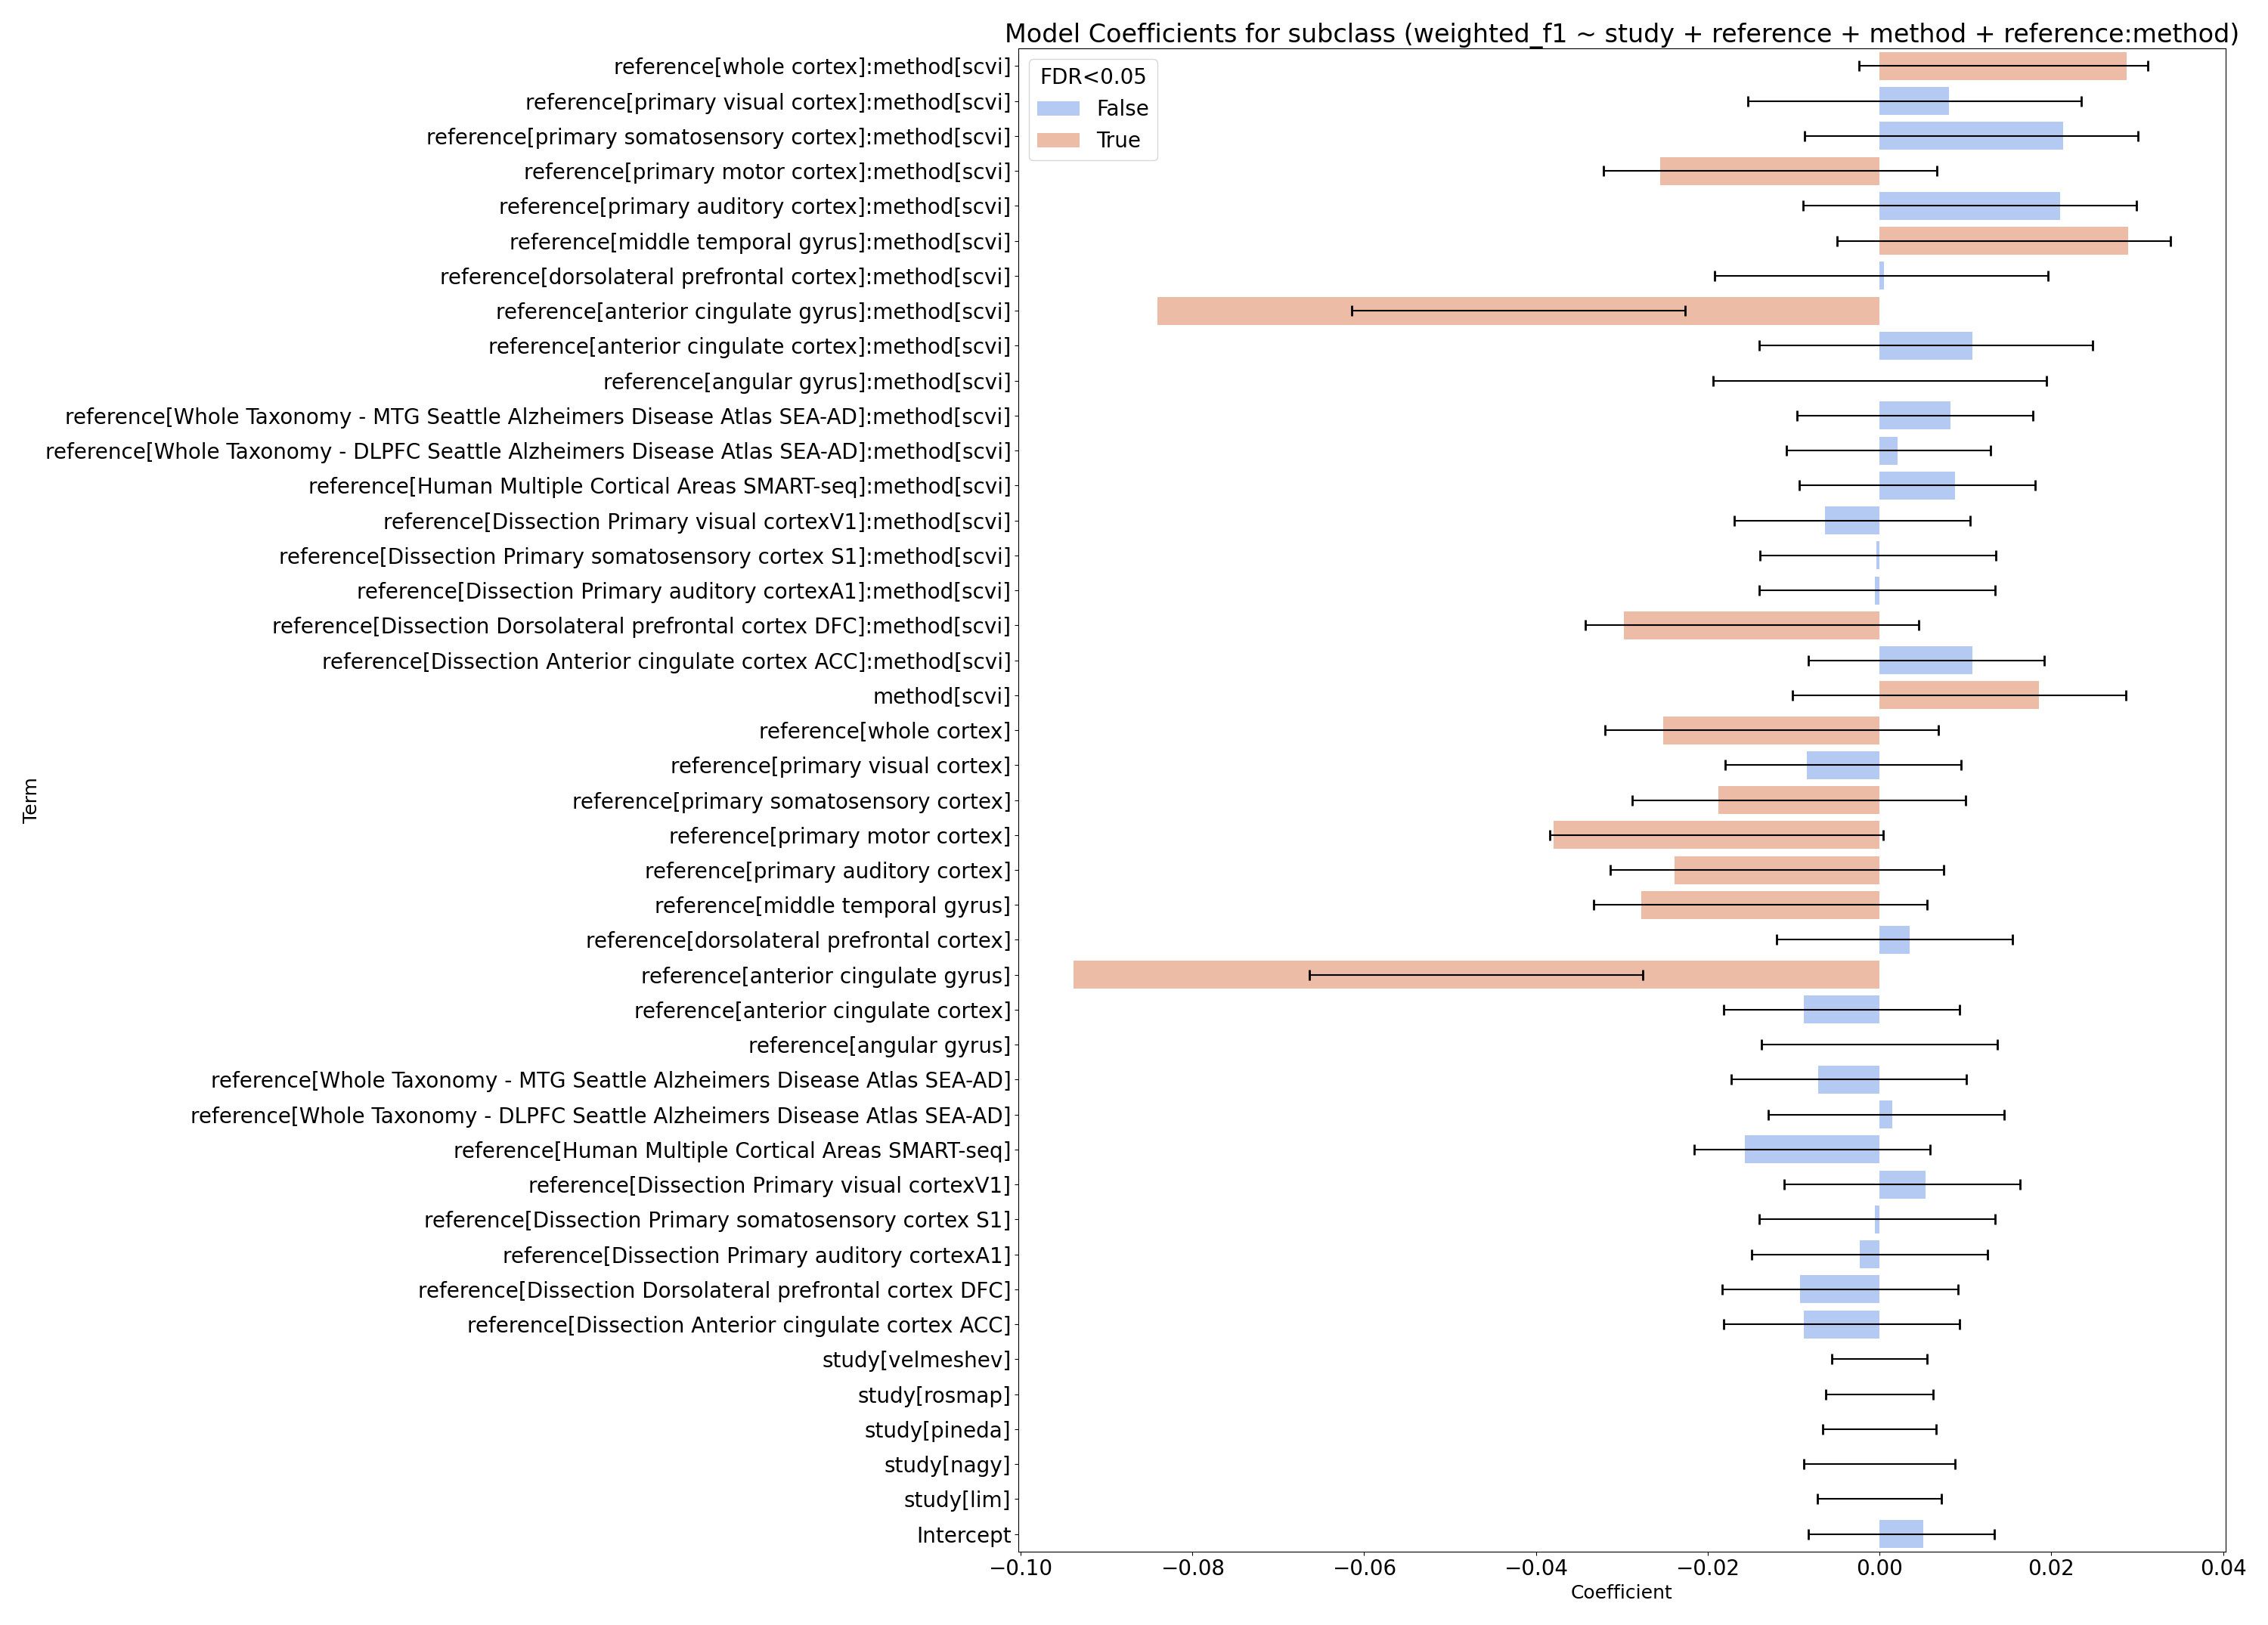 Model Coefficients for subclass (weighted_f1 ~ study + reference + method + reference:method)
FDR<0.05
False
True
reference[whole cortex]:method[scvi]
reference[primary visual cortex]:method[scvi]
reference[primary somatosensory cortex]:method[scvi]
reference[primary motor cortex]:method[scvi]
reference[primary auditory cortex]:method[scvi]
reference[middle temporal gyrus]:method[scvi]
reference[dorsolateral prefrontal cortex]:method[scvi]
reference[anterior cingulate gyrus]:method[scvi]
reference[anterior cingulate cortex]:method[scvi]
reference[angular gyrus]:method[scvi]
reference[Whole Taxonomy - MTG Seattle Alzheimers Disease Atlas SEA-AD]:method[scvi]
reference[Whole Taxonomy - DLPFC Seattle Alzheimers Disease Atlas SEA-AD]:method[scvi]
reference[Human Multiple Cortical Areas SMART-seq]:method[scvi]
reference[Dissection Primary visual cortexV1]:method[scvi]
reference[Dissection Primary somatosensory cortex S1]:method[scvi]
reference[Dissection Primary auditory cortexA1]:method[scvi]
reference[Dissection Dorsolateral prefrontal cortex DFC]:method[scvi]
reference[Dissection Anterior cingulate cortex ACC]:method[scvi]
method[scvi]
reference[whole cortex]
reference[primary visual cortex]
reference[primary somatosensory cortex]
reference[primary motor cortex]
reference[primary auditory cortex]
reference[middle temporal gyrus]
reference[dorsolateral prefrontal cortex]
reference[anterior cingulate gyrus]
reference[anterior cingulate cortex]
reference[angular gyrus]
reference[Whole Taxonomy - MTG Seattle Alzheimers Disease Atlas SEA-AD]
reference[Whole Taxonomy - DLPFC Seattle Alzheimers Disease Atlas SEA-AD]
reference[Human Multiple Cortical Areas SMART-seq]
reference[Dissection Primary visual cortexV1]
reference[Dissection Primary somatosensory cortex S1]
reference[Dissection Primary auditory cortexA1]
reference[Dissection Dorsolateral prefrontal cortex DFC]
reference[Dissection Anterior cingulate cortex ACC]
study[velmeshev]
study[rosmap]
study[pineda]
study[nagy]
study[lim]
Intercept
Term
−0.10 −0.08 −0.06 −0.04 −0.02 0.00 0.02 0.04
Coefficient